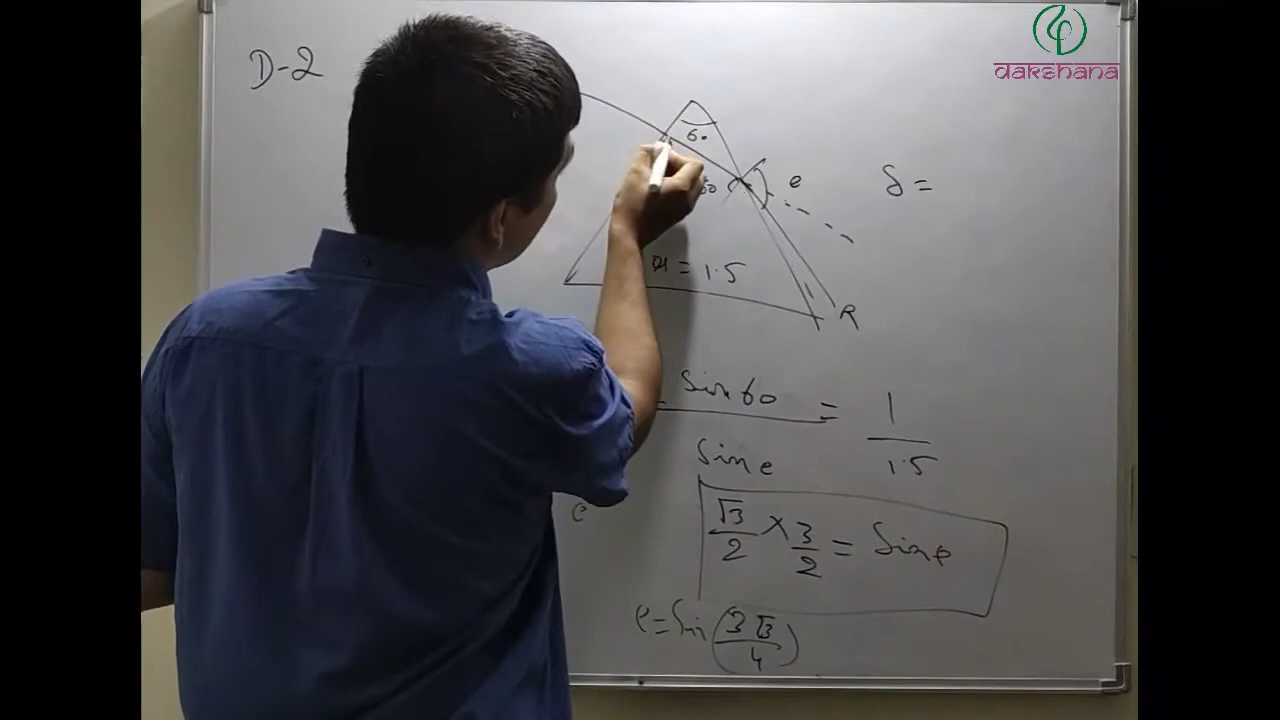 dakshana
D-2
60
60
e
δ =
μ = 1.5
R
sin 60 = 1
sin e 1.5
e
√3/2 × 3/2 = sin e
e = sin (3√3/4)